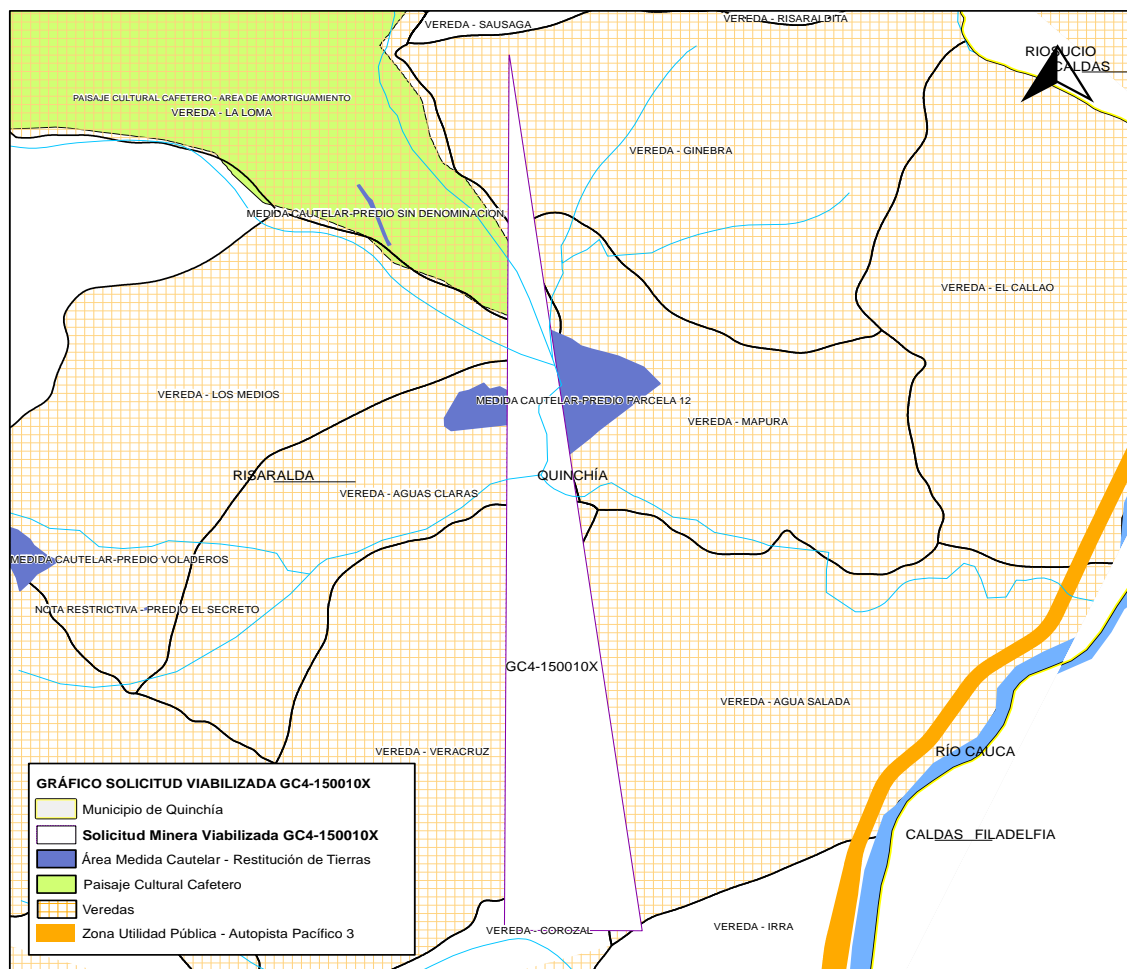 VEREDA - SAUSAGA
VEREDA - RISARALDITA
RIOSUCIO
CALDAS
PAISAJE CULTURAL CAFETERO - AREA DE AMORTIGUAMIENTO
VEREDA - LA LOMA
VEREDA - GINEBRA
MEDIDA CAUTELAR-PREDIO SIN DENOMINACION
VEREDA - EL CALLAO
VEREDA - LOS MEDIOS
MEDIDA CAUTELAR-PREDIO PARCELA 12
VEREDA - MAPURA
RISARALDA
QUINCHÍA
VEREDA - AGUAS CLARAS
MEDIDA CAUTELAR-PREDIO VOLADEROS
NOTA RESTRICTIVA - PREDIO EL SECRETO
GC4-150010X
VEREDA - AGUA SALADA
VEREDA - VERACRUZ
RÍO CAUCA
CALDAS FILADELFIA
VEREDA - COROZAL
VEREDA - IRRA
GRÁFICO SOLICITUD VIABILIZADA GC4-150010X
Municipio de Quinchía
Solicitud Minera Viabilizada GC4-150010X
Área Medida Cautelar - Restitución de Tierras
Paisaje Cultural Cafetero
Veredas
Zona Utilidad Pública - Autopista Pacífico 3